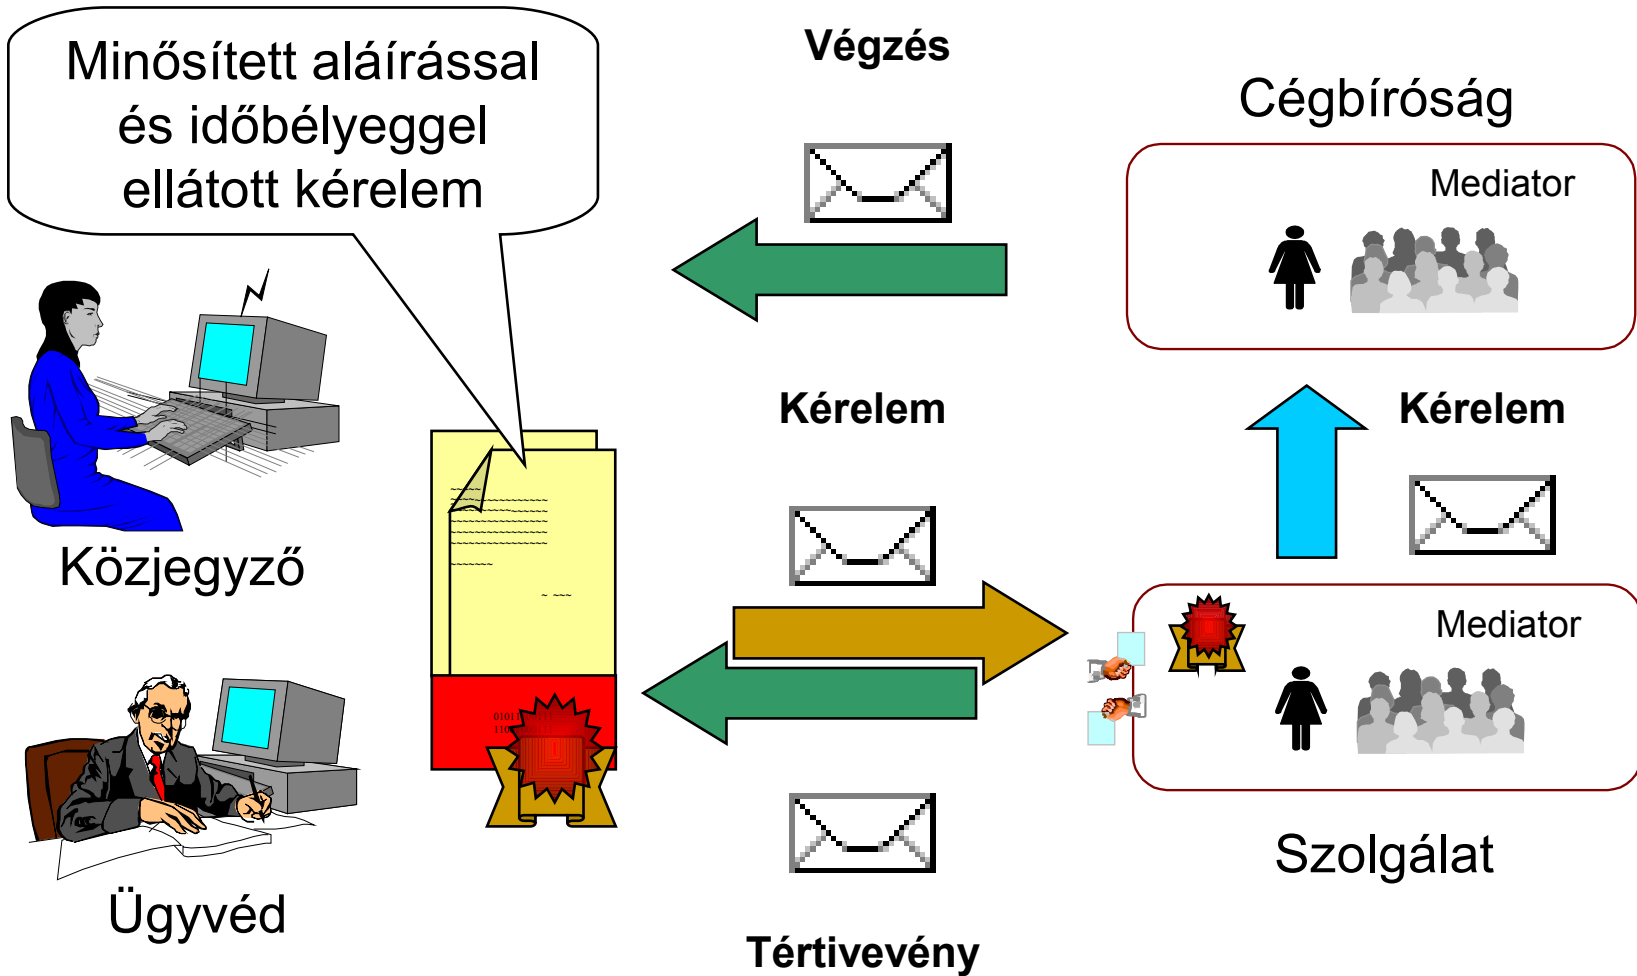 Minősített aláírással
és időbélyeggel
ellátott kérelem
Végzés
Cégbíróság
Mediator
Kérelem
Kérelem
Közjegyző
Mediator
Ügyvéd
Szolgálat
Tértivevény